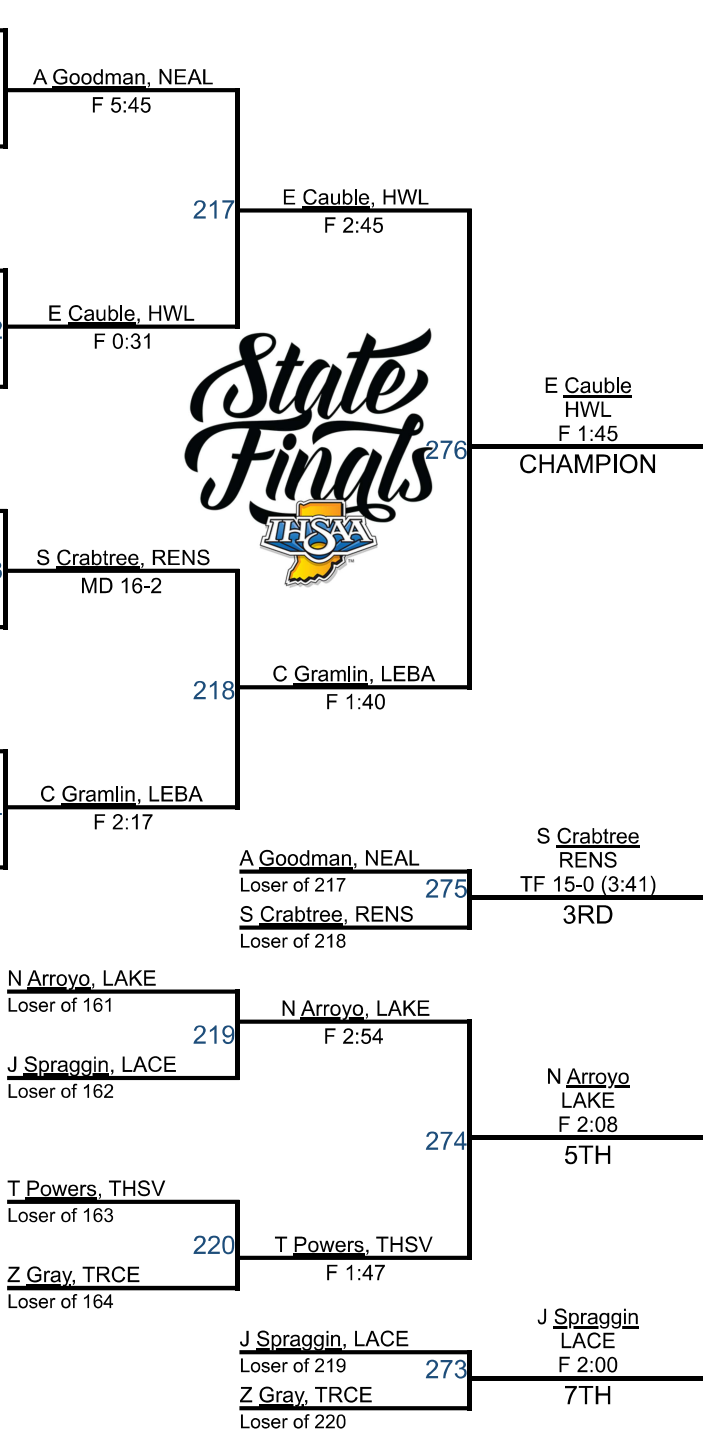 A Goodman, NEAL
F 5:45
217
E Cauble, HWL
F 2:45
E Cauble, HWL
F 0:31
State
Finals
IHSAA
TM
276
E Cauble
HWL
F 1:45
CHAMPION
S Crabtree, RENS
MD 16-2
218
C Gramlin, LEBA
F 1:40
C Gramlin, LEBA
F 2:17
A Goodman, NEAL
Loser of 217
275
S Crabtree, RENS
Loser of 218
S Crabtree
RENS
TF 15-0 (3:41)
3RD
N Arroyo, LAKE
Loser of 161
219
J Spraggin, LACE
Loser of 162
N Arroyo, LAKE
F 2:54
274
N Arroyo
LAKE
F 2:08
5TH
T Powers, THSV
Loser of 163
220
Z Gray, TRCE
Loser of 164
T Powers, THSV
F 1:47
J Spraggin, LACE
Loser of 219
273
Z Gray, TRCE
Loser of 220
J Spraggin
LACE
F 2:00
7TH